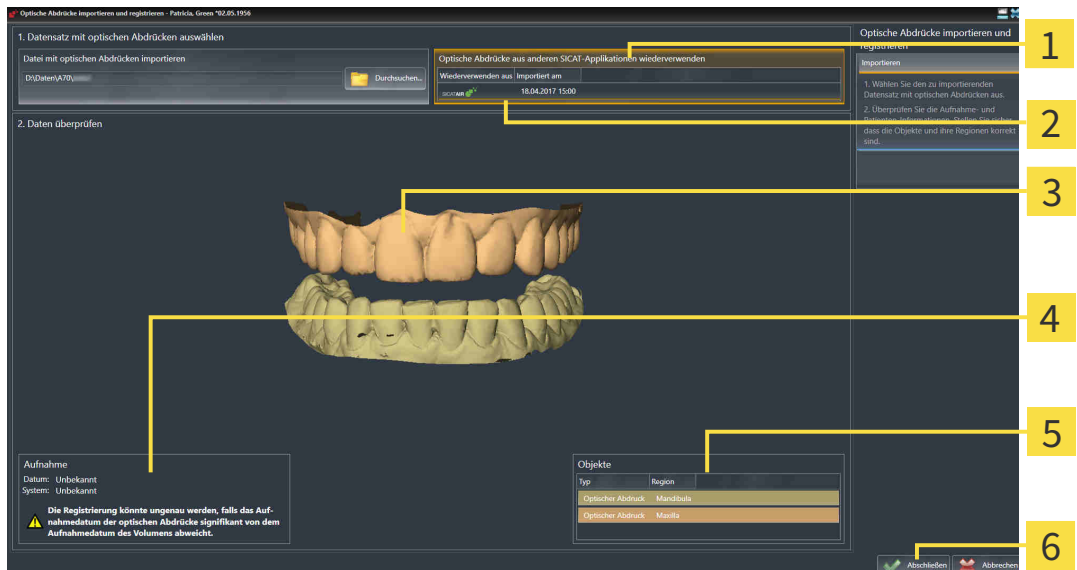 Optische Abdrücke importieren und registrieren - Patricia, Green *02.05.1956
1. Datensatz mit optischen Abdrücken auswählen
Datei mit optischen Abdrücken importieren
D:\Daten\A70\
Durchsuchen...
Optische Abdrücke aus anderen SICAT-Applikationen wiederverwenden
Wiederverwenden aus Importiert am
SICAT AIR 18.04.2017 15:00
2. Daten überprüfen
Aufnahme
Datum: Unbekannt
System: Unbekannt
Die Registrierung könnte ungenau werden, falls das Auf-
nahmedatum der optischen Abdrücke signifikant von dem
Aufnahmedatum des Volumens abweicht.
Objekte
Typ Region
Optischer Abdruck Mandibula
Optischer Abdruck Maxilla
Optische Abdrücke importieren und
registrieren
Importieren
1. Wählen Sie den zu importierenden
Datensatz mit optischen Abdrücken aus.
2. Überprüfen Sie die Aufnahme- und
Patienten-Informationen. Stellen Sie sicher,
dass die Objekte und ihre Regionen korrekt
sind.
Abschließen
Abbrechen
1
2
3
4
5
6